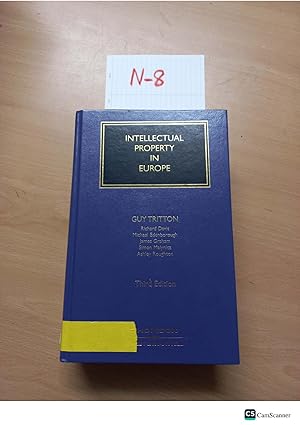 N-8
INTELLECTUAL
PROPERTY
IN
EUROPE
GUY TRITTON
Richard Davis
Michael Edenborough
James Graham
Simon Malynicz
Ashley Roughton
Third Edition
CS CamScanner